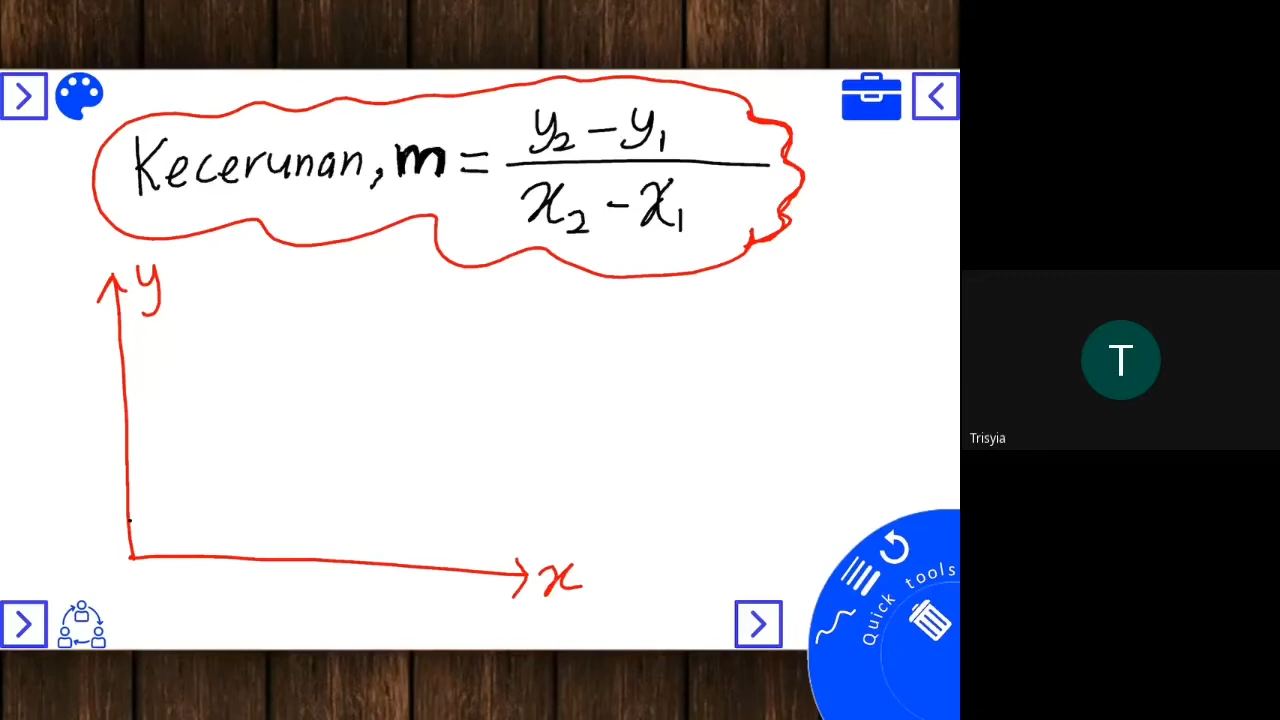 Kecerunan, m = y₂ - y₁ / x₂ - x₁
y
x
Quick tools
T
Trisyia